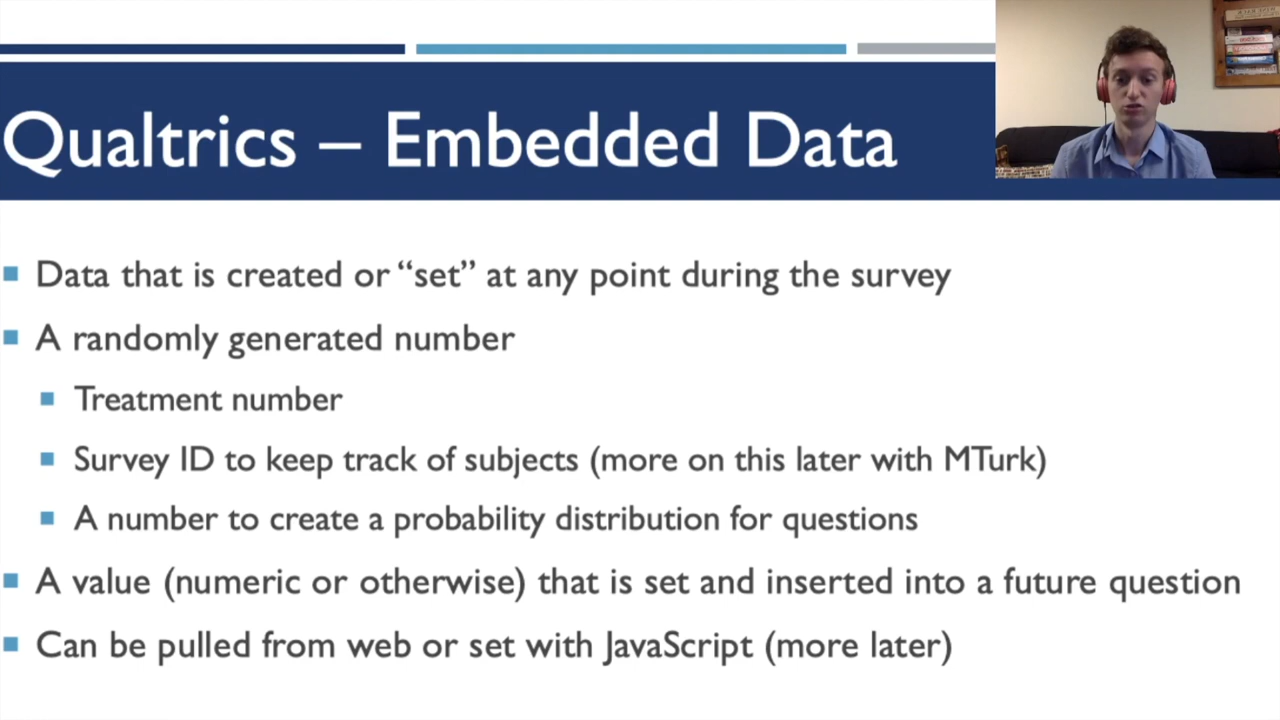 Qualtrics – Embedded Data
Data that is created or “set” at any point during the survey
A randomly generated number
Treatment number
Survey ID to keep track of subjects (more on this later with MTurk)
A number to create a probability distribution for questions
A value (numeric or otherwise) that is set and inserted into a future question
Can be pulled from web or set with JavaScript (more later)